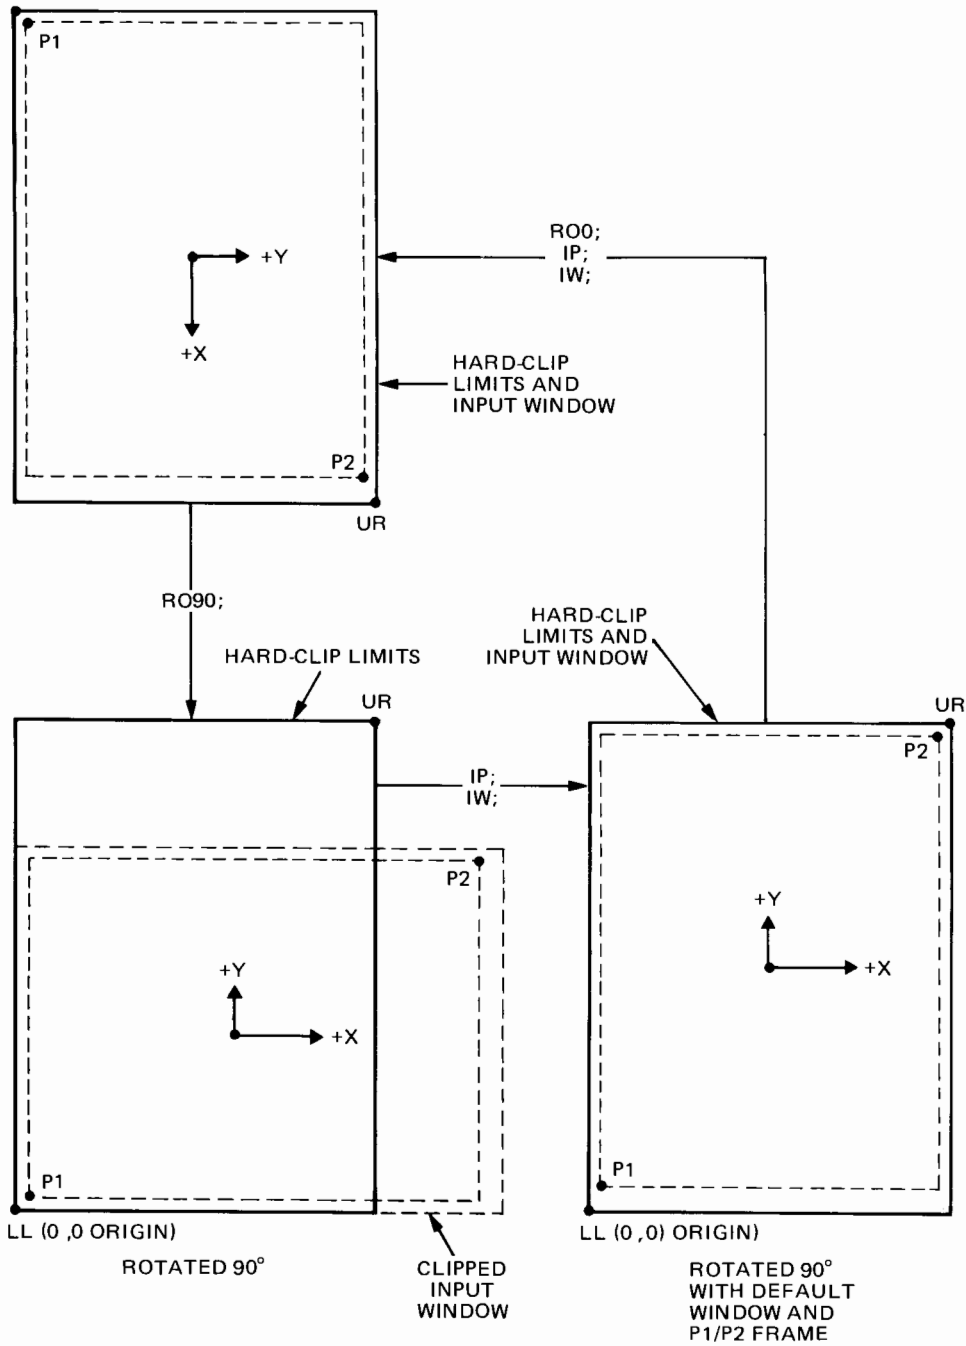 P1
+Y
+X
RO0;
IP;
IW;
HARD-CLIP
LIMITS AND
INPUT WINDOW
P2
UR
RO90;
HARD-CLIP LIMITS
UR
HARD-CLIP
LIMITS AND
INPUT WINDOW
UR
P2
IP;
IW;
P2
+Y
+X
+Y
+X
P1
P1
LL (0 ,0 ORIGIN)
LL (0 ,0) ORIGIN)
ROTATED 90°
CLIPPED
INPUT
WINDOW
ROTATED 90°
WITH DEFAULT
WINDOW AND
P1/P2 FRAME